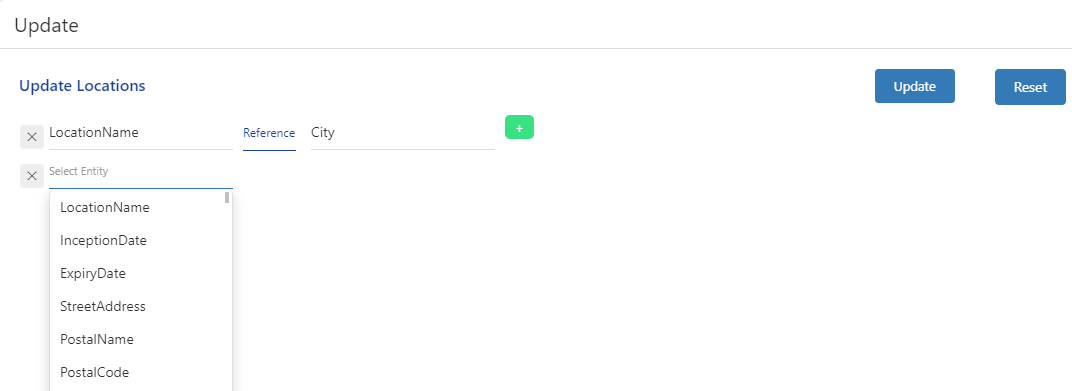 Update
Update Locations
Update
Reset
LocationName
Reference
City
+
Select Entity
LocationName
InceptionDate
ExpiryDate
StreetAddress
PostalName
PostalCode